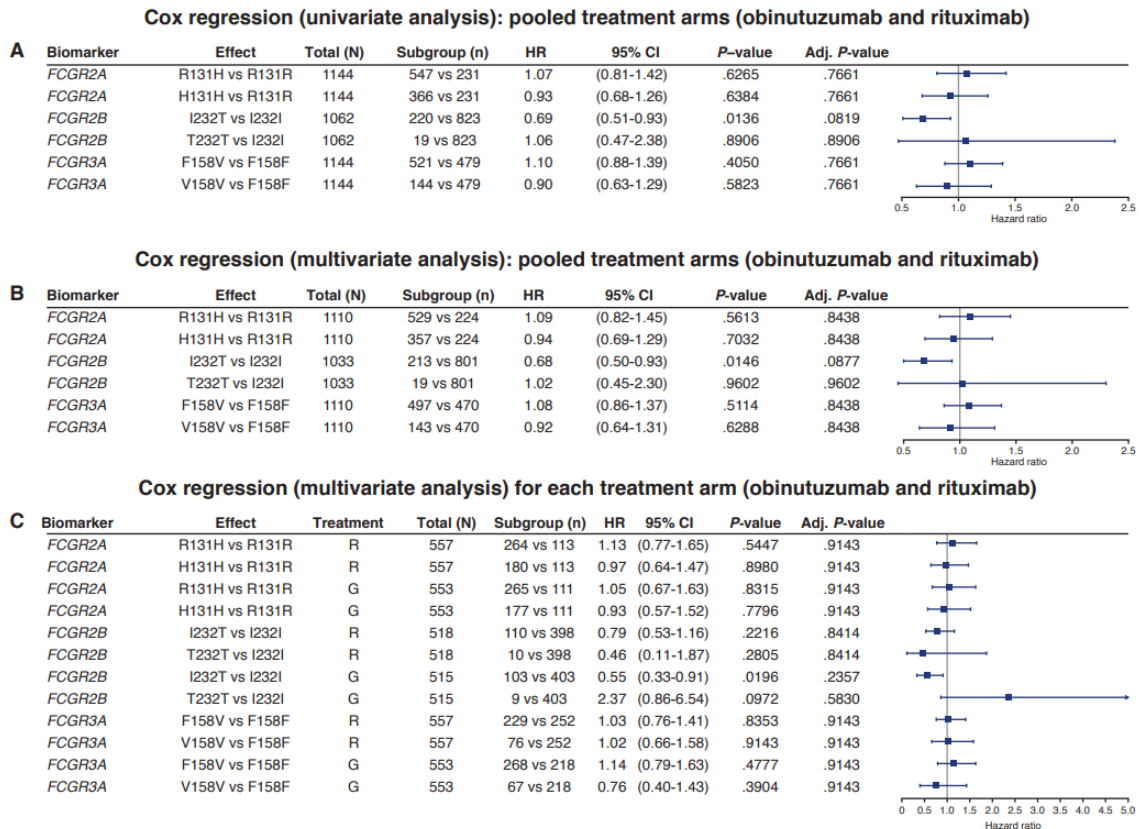 Cox regression (univariate analysis): pooled treatment arms (obinutuzumab and rituximab)
A
Biomarker Effect Total (N) Subgroup (n) HR 95% CI P–value Adj. P-value
FCGR2A R131H vs R131R 1144 547 vs 231 1.07 (0.81-1.42) .6265 .7661
FCGR2A H131H vs R131R 1144 366 vs 231 0.93 (0.68-1.26) .6384 .7661
FCGR2B I232T vs I232I 1062 220 vs 823 0.69 (0.51-0.93) .0136 .0819
FCGR2B T232T vs I232I 1062 19 vs 823 1.06 (0.47-2.38) .8906 .8906
FCGR3A F158V vs F158F 1144 521 vs 479 1.10 (0.88-1.39) .4050 .7661
FCGR3A V158V vs F158F 1144 144 vs 479 0.90 (0.63-1.29) .5823 .7661
0.5 1.0 1.5 2.0 2.5
Hazard ratio
Cox regression (multivariate analysis): pooled treatment arms (obinutuzumab and rituximab)
B
Biomarker Effect Total (N) Subgroup (n) HR 95% CI P-value Adj. P-value
FCGR2A R131H vs R131R 1110 529 vs 224 1.09 (0.82-1.45) .5613 .8438
FCGR2A H131H vs R131R 1110 357 vs 224 0.94 (0.69-1.29) .7032 .8438
FCGR2B I232T vs I232I 1033 213 vs 801 0.68 (0.50-0.93) .0146 .0877
FCGR2B T232T vs I232I 1033 19 vs 801 1.02 (0.45-2.30) .9602 .9602
FCGR3A F158V vs F158F 1110 497 vs 470 1.08 (0.86-1.37) .5114 .8438
FCGR3A V158V vs F158F 1110 143 vs 470 0.92 (0.64-1.31) .6288 .8438
0.5 1.0 1.5 2.0 2.5
Hazard ratio
Cox regression (multivariate analysis) for each treatment arm (obinutuzumab and rituximab)
C
Biomarker Effect Treatment Total (N) Subgroup (n) HR 95% CI P-value Adj. P-value
FCGR2A R131H vs R131R R 557 264 vs 113 1.13 (0.77-1.65) .5447 .9143
FCGR2A H131H vs R131R R 557 180 vs 113 0.97 (0.64-1.47) .8980 .9143
FCGR2A R131H vs R131R G 553 265 vs 111 1.05 (0.67-1.63) .8315 .9143
FCGR2A H131H vs R131R G 553 177 vs 111 0.93 (0.57-1.52) .7796 .9143
FCGR2B I232T vs I232I R 518 110 vs 398 0.79 (0.53-1.16) .2216 .8414
FCGR2B T232T vs I232I R 518 10 vs 398 0.46 (0.11-1.87) .2805 .8414
FCGR2B I232T vs I232I G 515 103 vs 403 0.55 (0.33-0.91) .0196 .2357
FCGR2B T232T vs I232I G 515 9 vs 403 2.37 (0.86-6.54) .0972 .5830
FCGR3A F158V vs F158F R 557 229 vs 252 1.03 (0.76-1.41) .8353 .9143
FCGR3A V158V vs F158F R 557 76 vs 252 1.02 (0.66-1.58) .9143 .9143
FCGR3A F158V vs F158F G 553 268 vs 218 1.14 (0.79-1.63) .4777 .9143
FCGR3A V158V vs F158F G 553 67 vs 218 0.76 (0.40-1.43) .3904 .9143
0 0.5 1.0 1.5 2.0 2.5 3.0 3.5 4.0 4.5 5.0
Hazard ratio